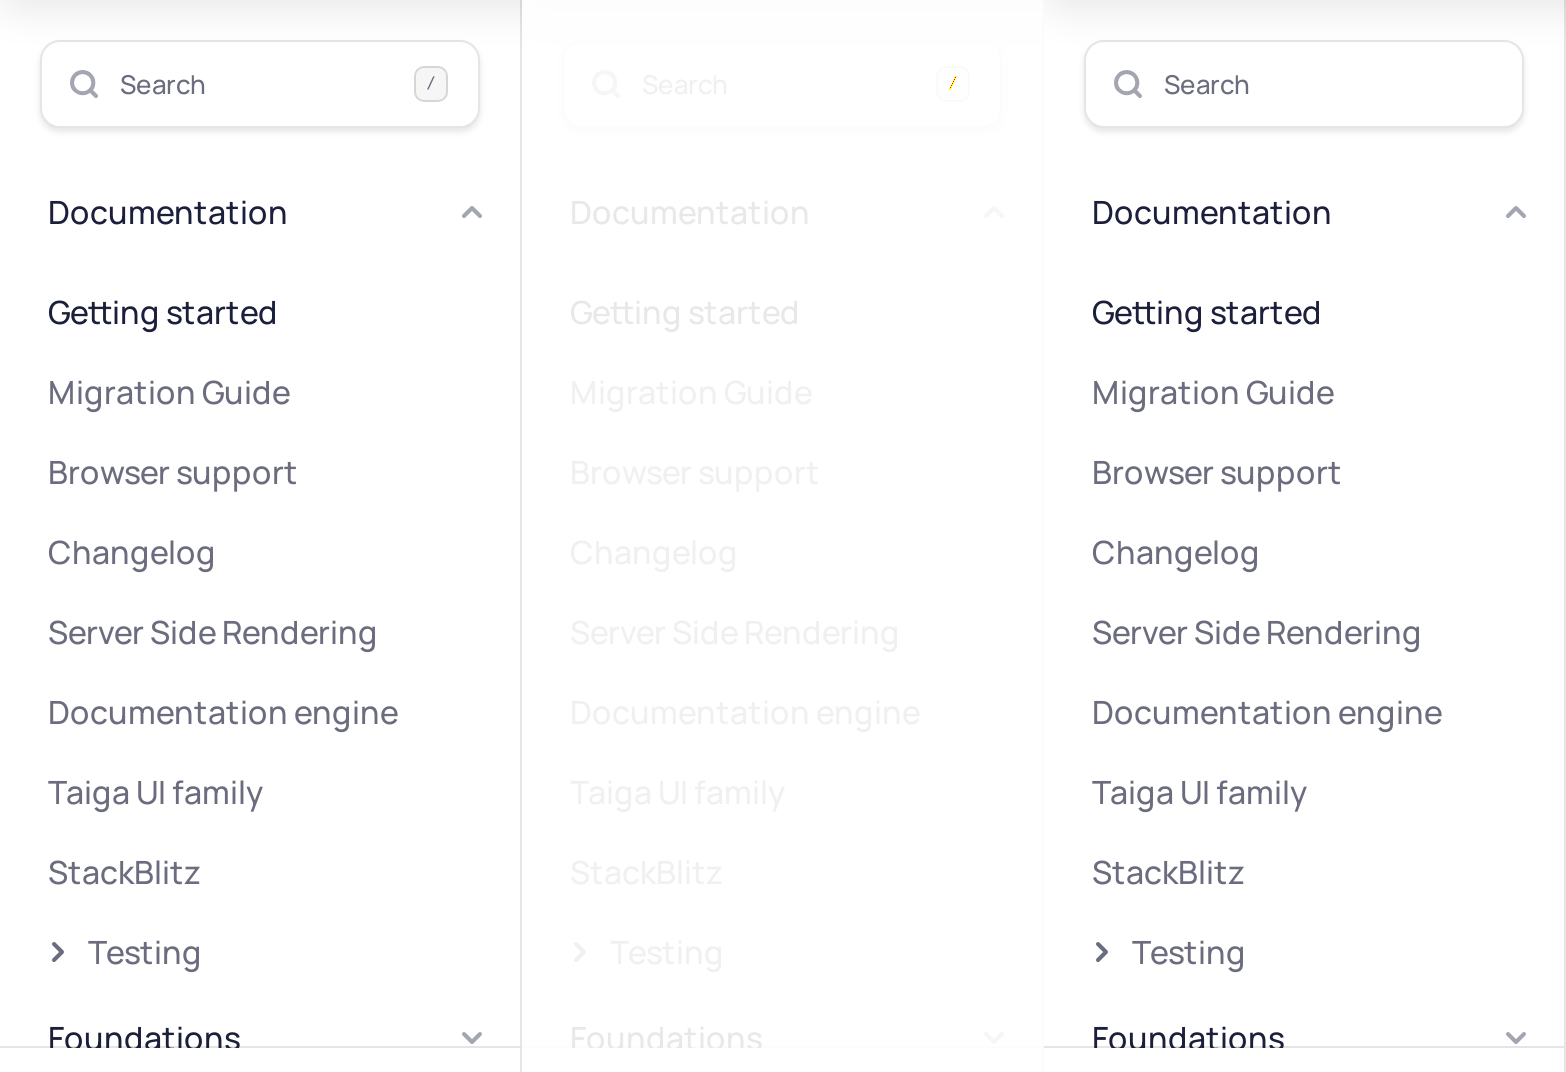 Search /
Documentation
Getting started
Migration Guide
Browser support
Changelog
Server Side Rendering
Documentation engine
Taiga UI family
StackBlitz
Testing
Foundations
Search /
Documentation
Getting started
Migration Guide
Browser support
Changelog
Server Side Rendering
Documentation engine
Taiga UI family
StackBlitz
Testing
Foundations
Search
Documentation
Getting started
Migration Guide
Browser support
Changelog
Server Side Rendering
Documentation engine
Taiga UI family
StackBlitz
Testing
Foundations